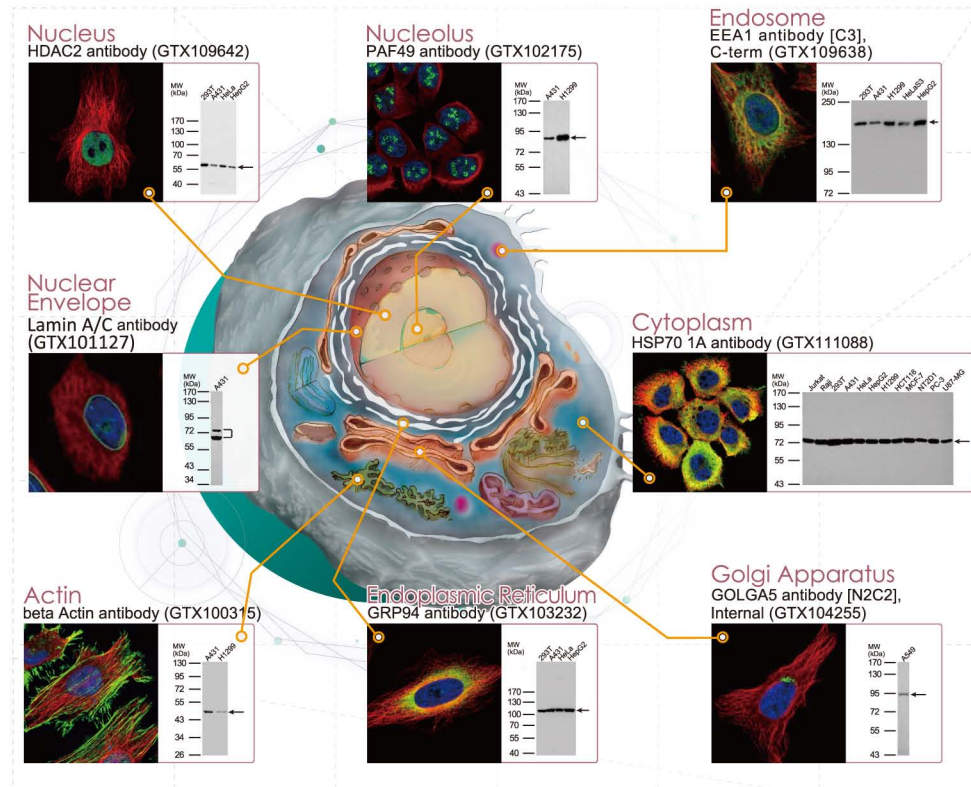 Nucleus
HDAC2 antibody (GTX109642)
MW
(kDa)
293T
A431
HeLa
HepG2
170
130
100
70
55
40
Nucleolus
PAF49 antibody (GTX102175)
MW
(kDa)
A431
H1299
170
130
95
72
55
43
Endosome
EEA1 antibody [C3],
C-term (GTX109638)
MW
(kDa)
293T
A431
H1299
HeLaS3
HepG2
250
130
95
72
Nuclear
Envelope
Lamin A/C antibody
(GTX101127)
MW
(kDa)
A431
170
130
95
72
55
43
34
Cytoplasm
HSP70 1A antibody (GTX111088)
MW
(kDa)
Jurkat
Raji
293T
A431
HeLa
HepG2
H1299
HCT116
MCF-7
NT2D1
PC-3
U87-MG
170
130
95
72
55
43
34
Actin
beta Actin antibody (GTX100315)
MW
(kDa)
A431
H1299
130
95
72
55
43
34
26
Endoplasmic Reticulum
GRP94 antibody (GTX103232)
MW
(kDa)
293T
A431
HeLa
HepG2
170
130
100
70
55
40
Golgi Apparatus
GOLGA5 antibody [N2C2],
Internal (GTX104255)
MW
(kDa)
A549
170
130
95
72
55
43